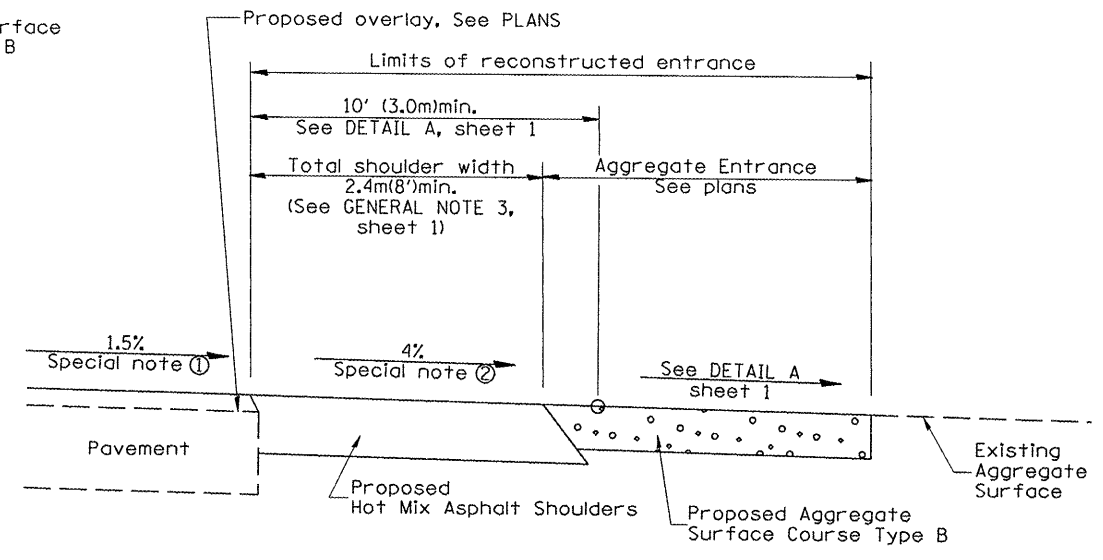 rface
B
Proposed overlay, See PLANS
Limits of reconstructed entrance
10' (3.0m)min.
See DETAIL A, sheet 1
Total shoulder width
2.4m(8')min.
(See GENERAL NOTE 3,
sheet 1)
Aggregate Entrance
See plans
1.5%
Special note ①
4%
Special note ②
See DETAIL A
sheet 1
Pavement
Proposed
Hot Mix Asphalt Shoulders
Proposed Aggregate
Surface Course Type B
Existing
Aggregate
Surface